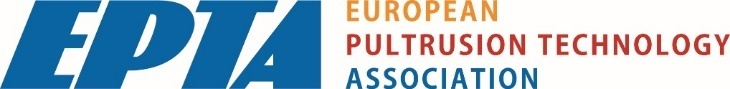 EPTA
EUROPEAN
PULTRUSION TECHNOLOGY
ASSOCIATION